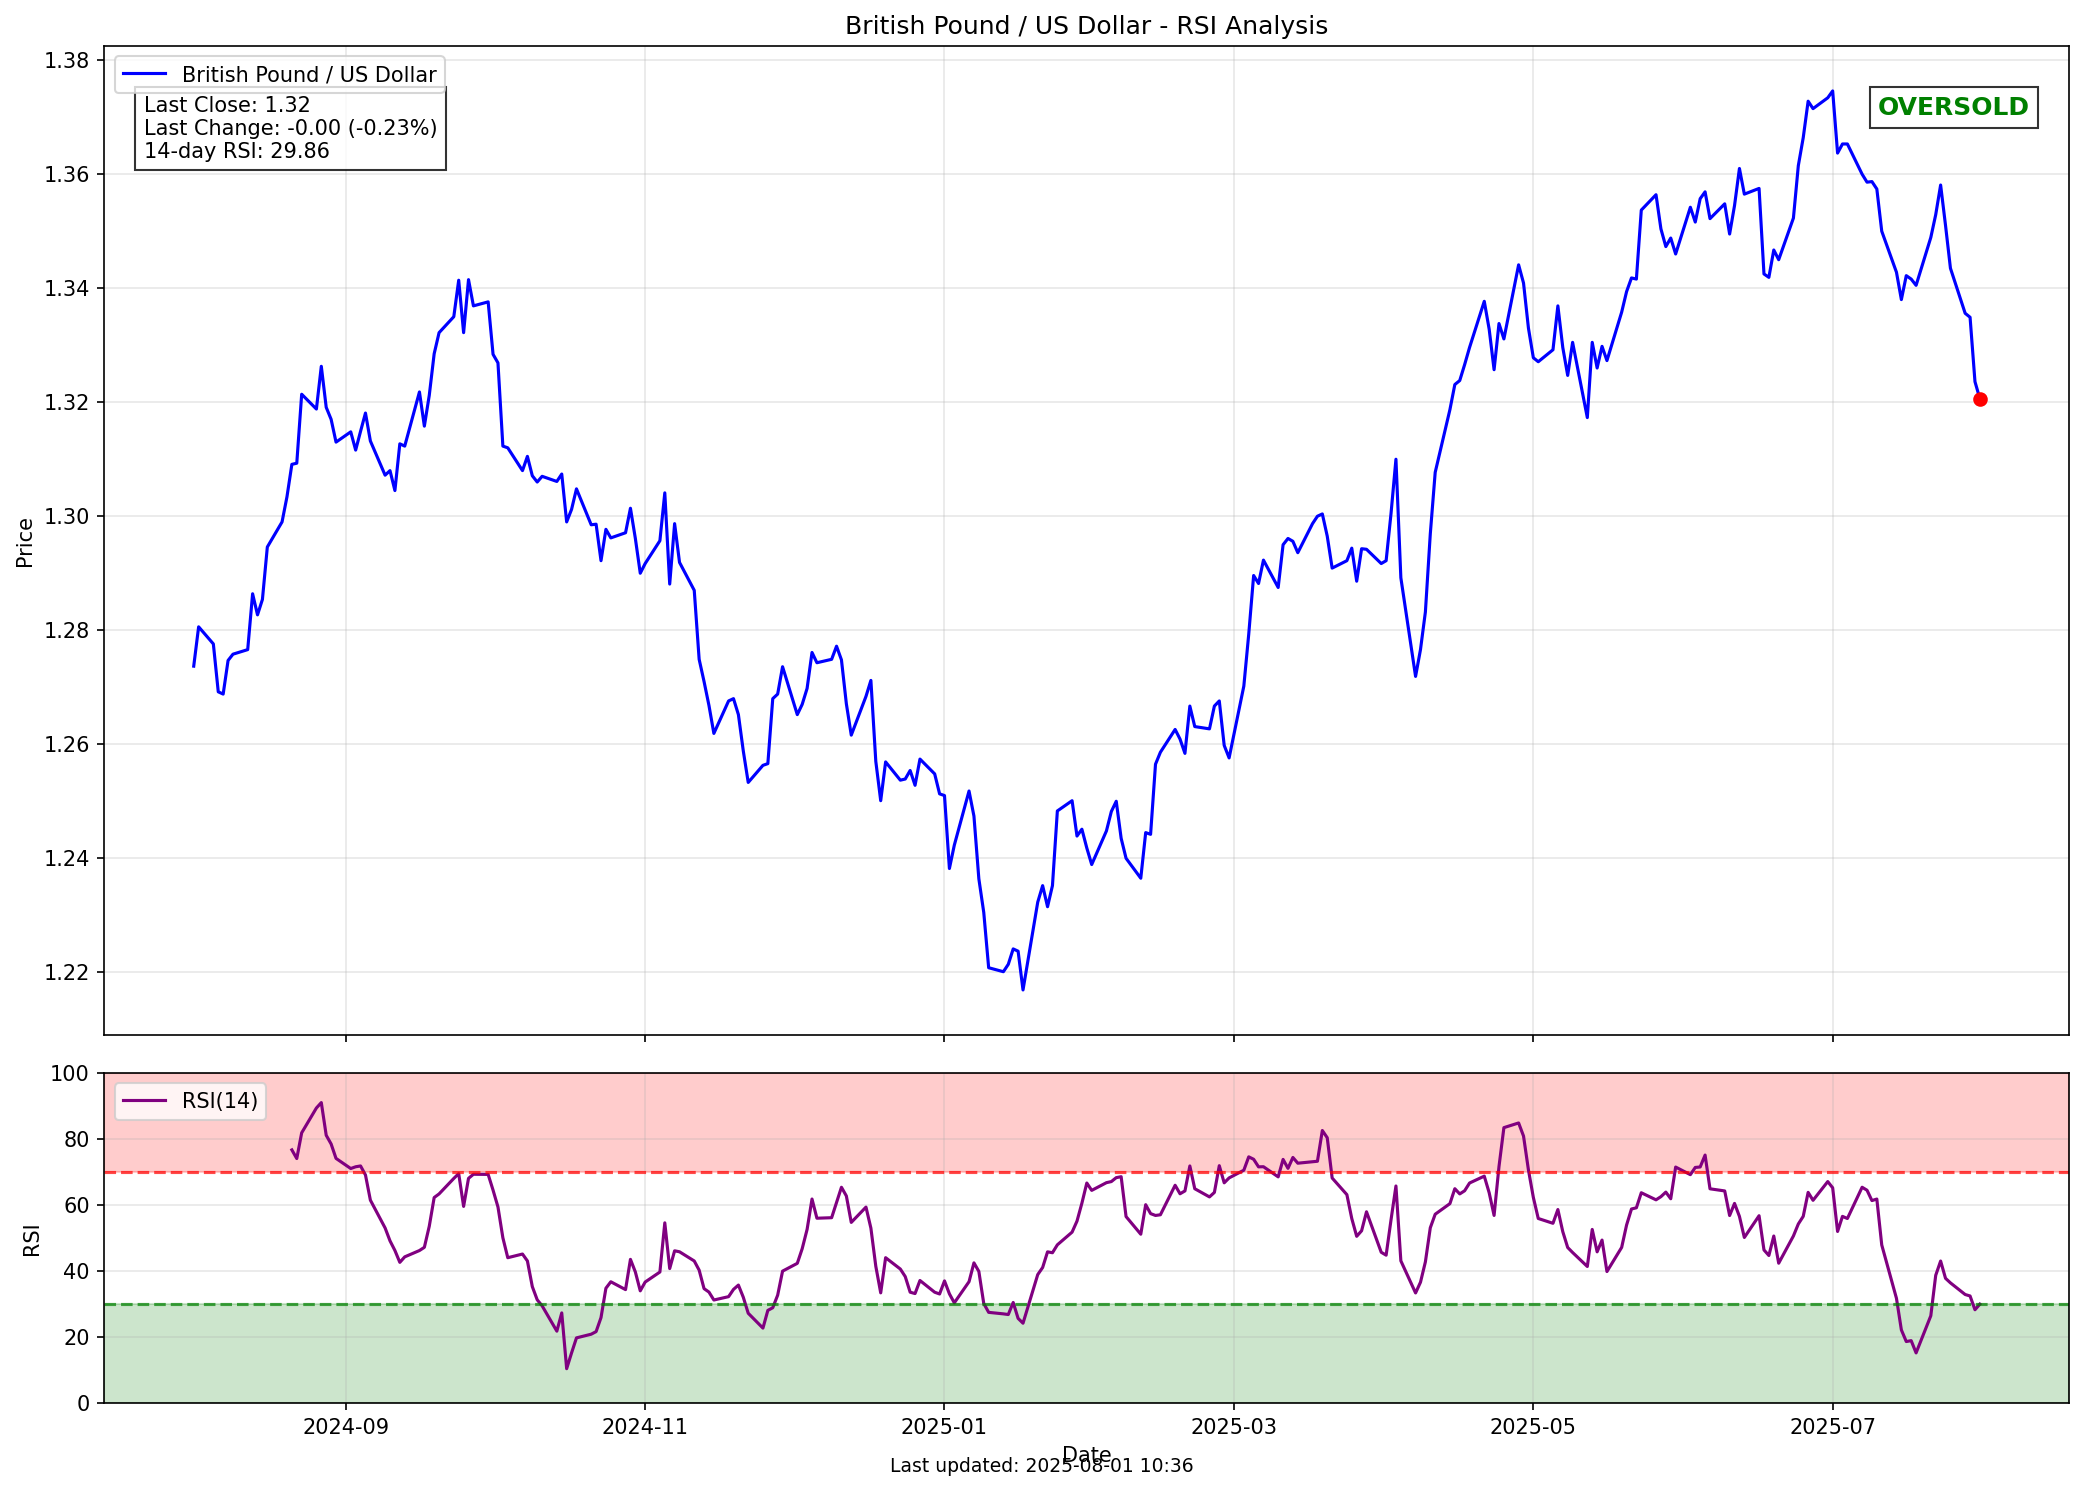 British Pound / US Dollar - RSI Analysis
British Pound / US Dollar
Last Close: 1.32
Last Change: -0.00 (-0.23%)
14-day RSI: 29.86
OVERSOLD
Price
1.38
1.36
1.34
1.32
1.30
1.28
1.26
1.24
1.22
RSI(14)
RSI
100
80
60
40
20
0
2024-09
2024-11
2025-01
2025-03
2025-05
2025-07
Date
Last updated: 2025-08-01 10:36